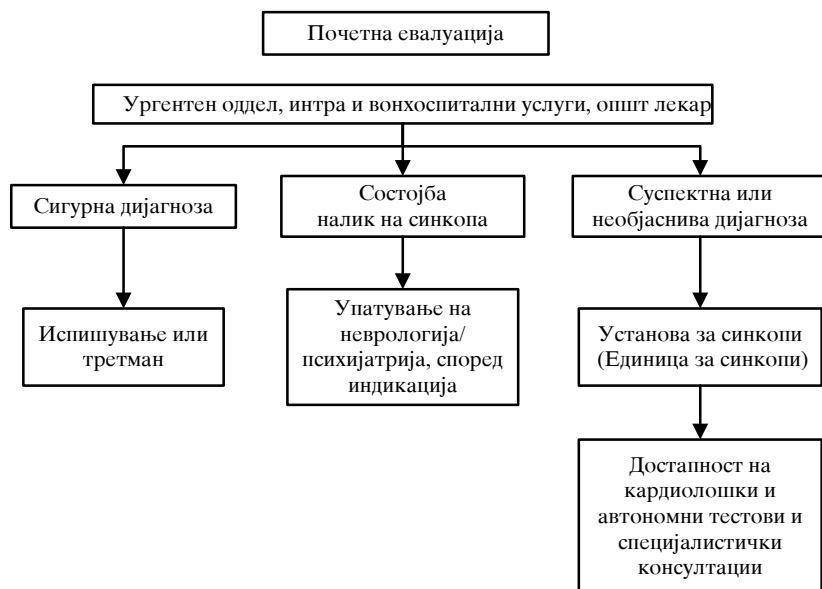 Почетна евалуација
Ургентен оддел, интра и вонхоспитални услуги, општ лекар
Сигурна дијагноза
Состојба
налик на синкопа
Суспектна или
необјаснива дијагноза
Испишување или
третман
Упатување на
неврологија/
психијатрија, според
индикација
Установа за синкопи
(Единица за синкопи)
Достапност на
кардиолошки и
автономни тестови и
специјалистички
консултации